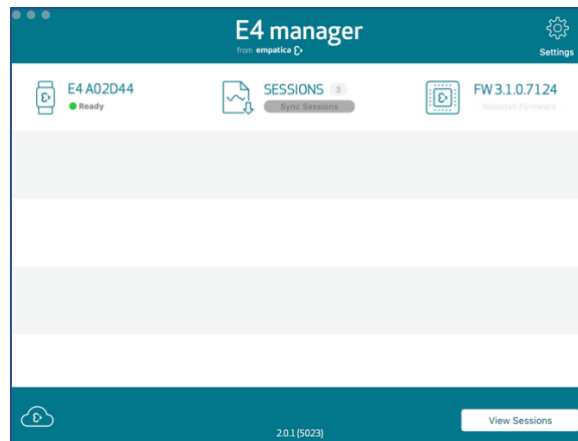 E4 manager
from empatica
Settings
E4 A02D44
Ready
SESSIONS 3
Sync Sessions
FW 3.1.0.7124
Reinstall Firmware
2.0.1 (5023)
View Sessions